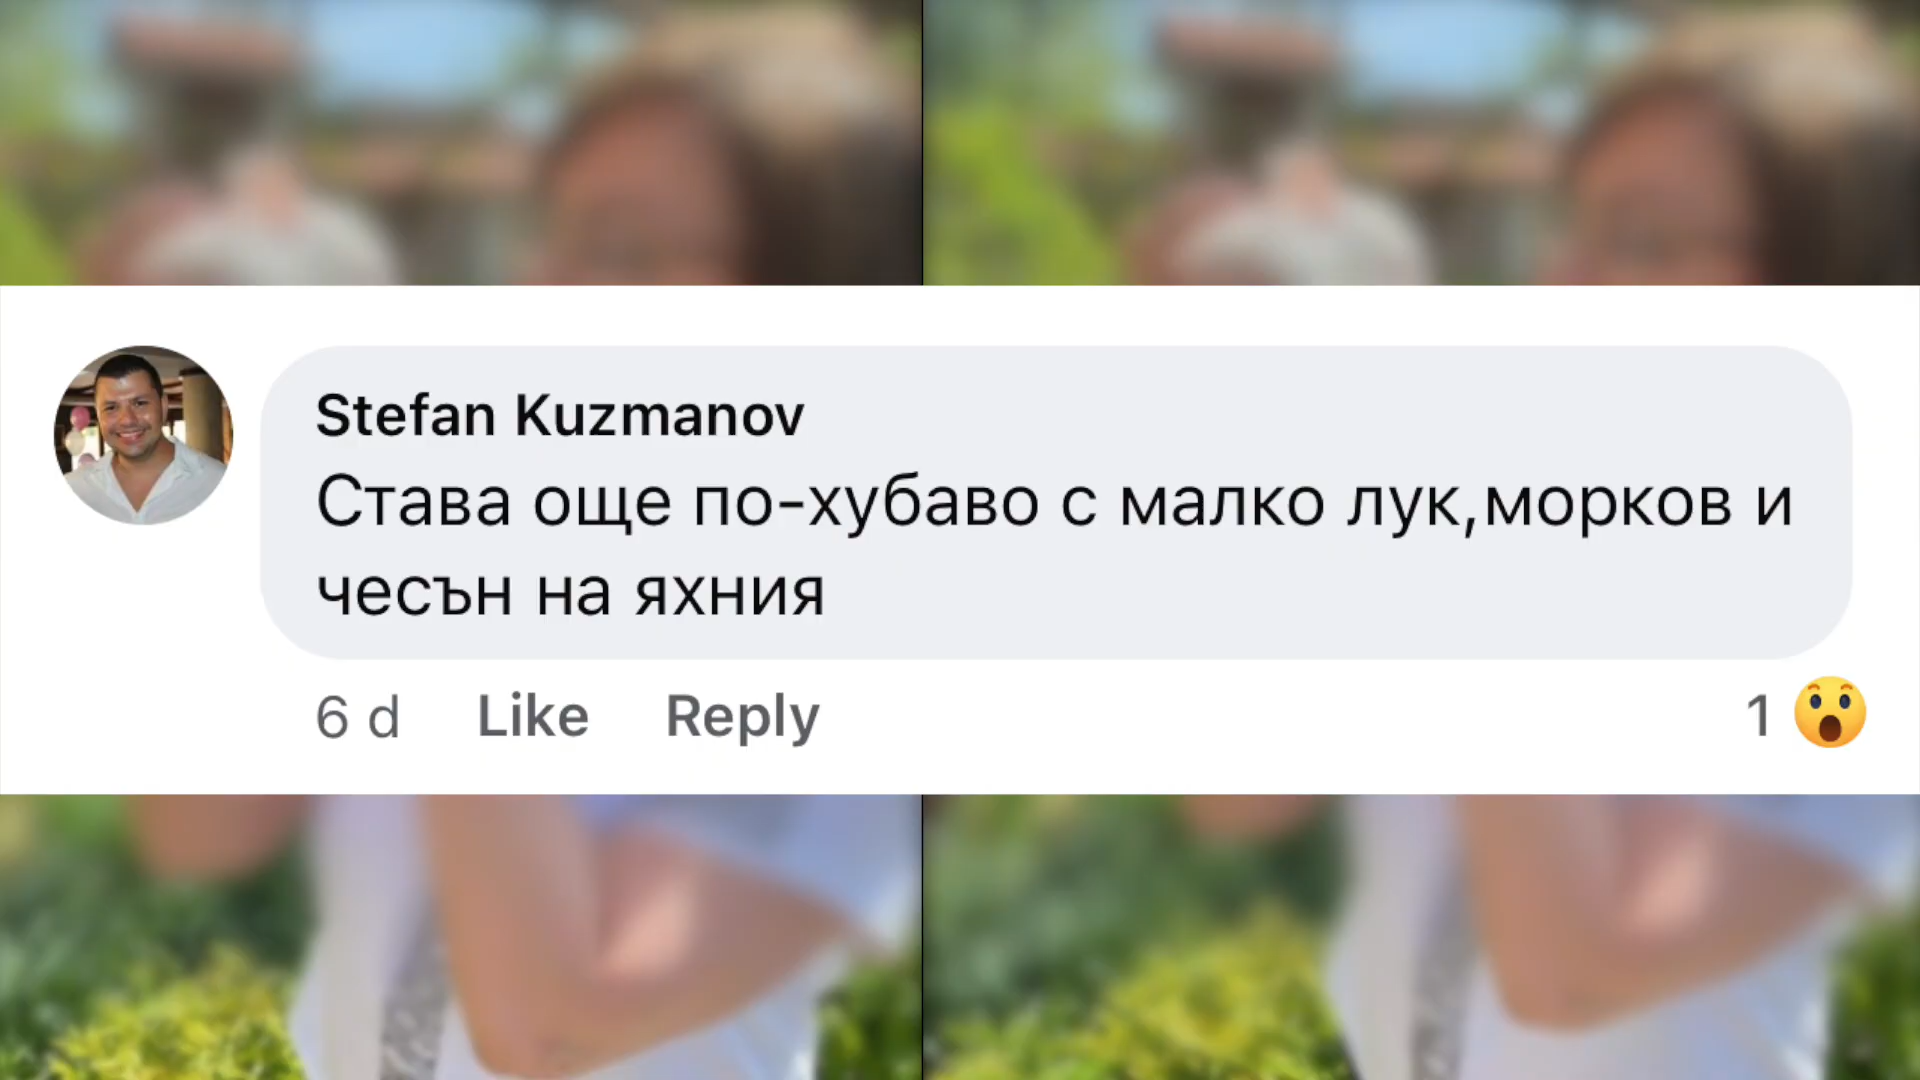 Stefan Kuzmanov
Става още по-хубаво с малко лук,морков и
чесън на яхния
6 d Like Reply 1